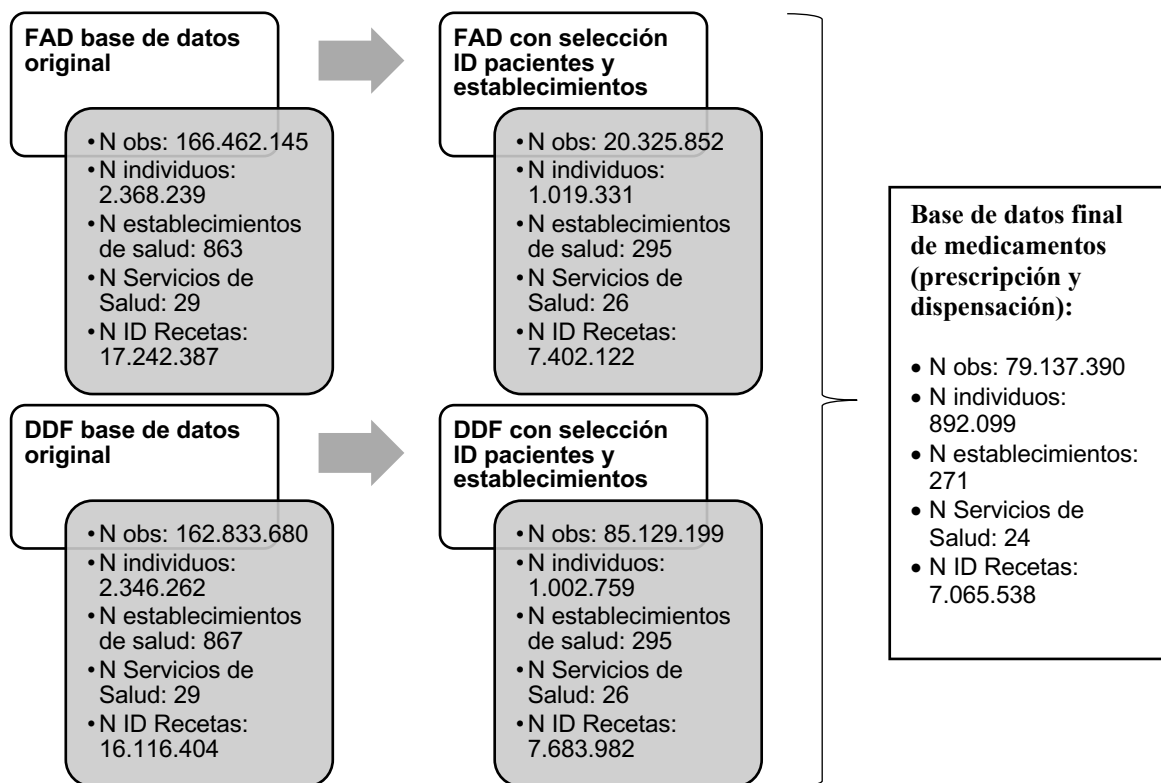 FAD base de datos
original
• N obs: 166.462.145
• N individuos:
2.368.239
• N establecimientos
de salud: 863
• N Servicios de
Salud: 29
• N ID Recetas:
17.242.387
FAD con selección
ID pacientes y
establecimientos
• N obs: 20.325.852
• N individuos:
1.019.331
• N establecimientos
de salud: 295
• N Servicios de
Salud: 26
• N ID Recetas:
7.402.122
DDF base de datos
original
• N obs: 162.833.680
• N individuos:
2.346.262
• N establecimientos
de salud: 867
• N Servicios de
Salud: 29
• N ID Recetas:
16.116.404
DDF con selección
ID pacientes y
establecimientos
• N obs: 85.129.199
• N individuos:
1.002.759
• N establecimientos
de salud: 295
• N Servicios de
Salud: 26
• N ID Recetas:
7.683.982
Base de datos final
de medicamentos
(prescripción y
dispensación):
• N obs: 79.137.390
• N individuos:
892.099
• N establecimientos:
271
• N Servicios de
Salud: 24
• N ID Recetas:
7.065.538